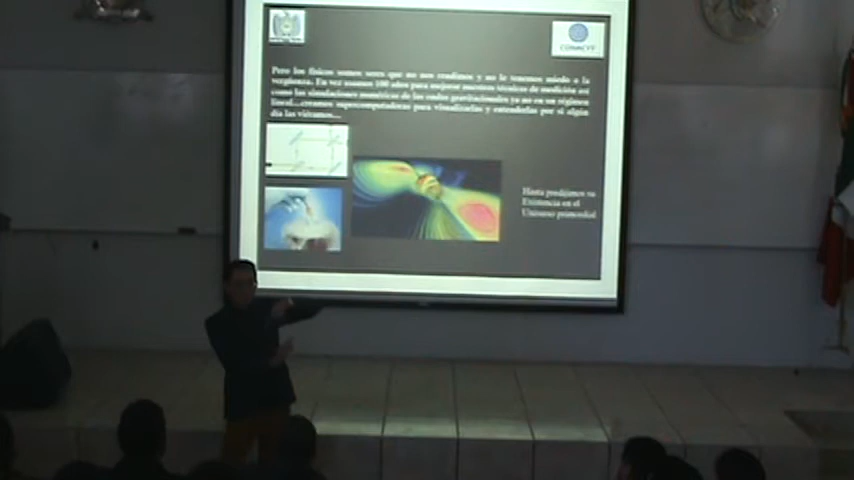 CONACYT
Pero los físicos somos seres que no nos rendimos y no le tenemos miedo a la
vergüenza. En vez usamos 100 años para mejorar nuestras técnicas de medición así
como las simulaciones numéricas de las ondas gravitacionales ya no en un régimen
lineal...creamos supercomputadoras para visualizarlas y entenderlas por si algún
día las viéramos...
Hasta predijimos su
Existencia en el
Universo primordial